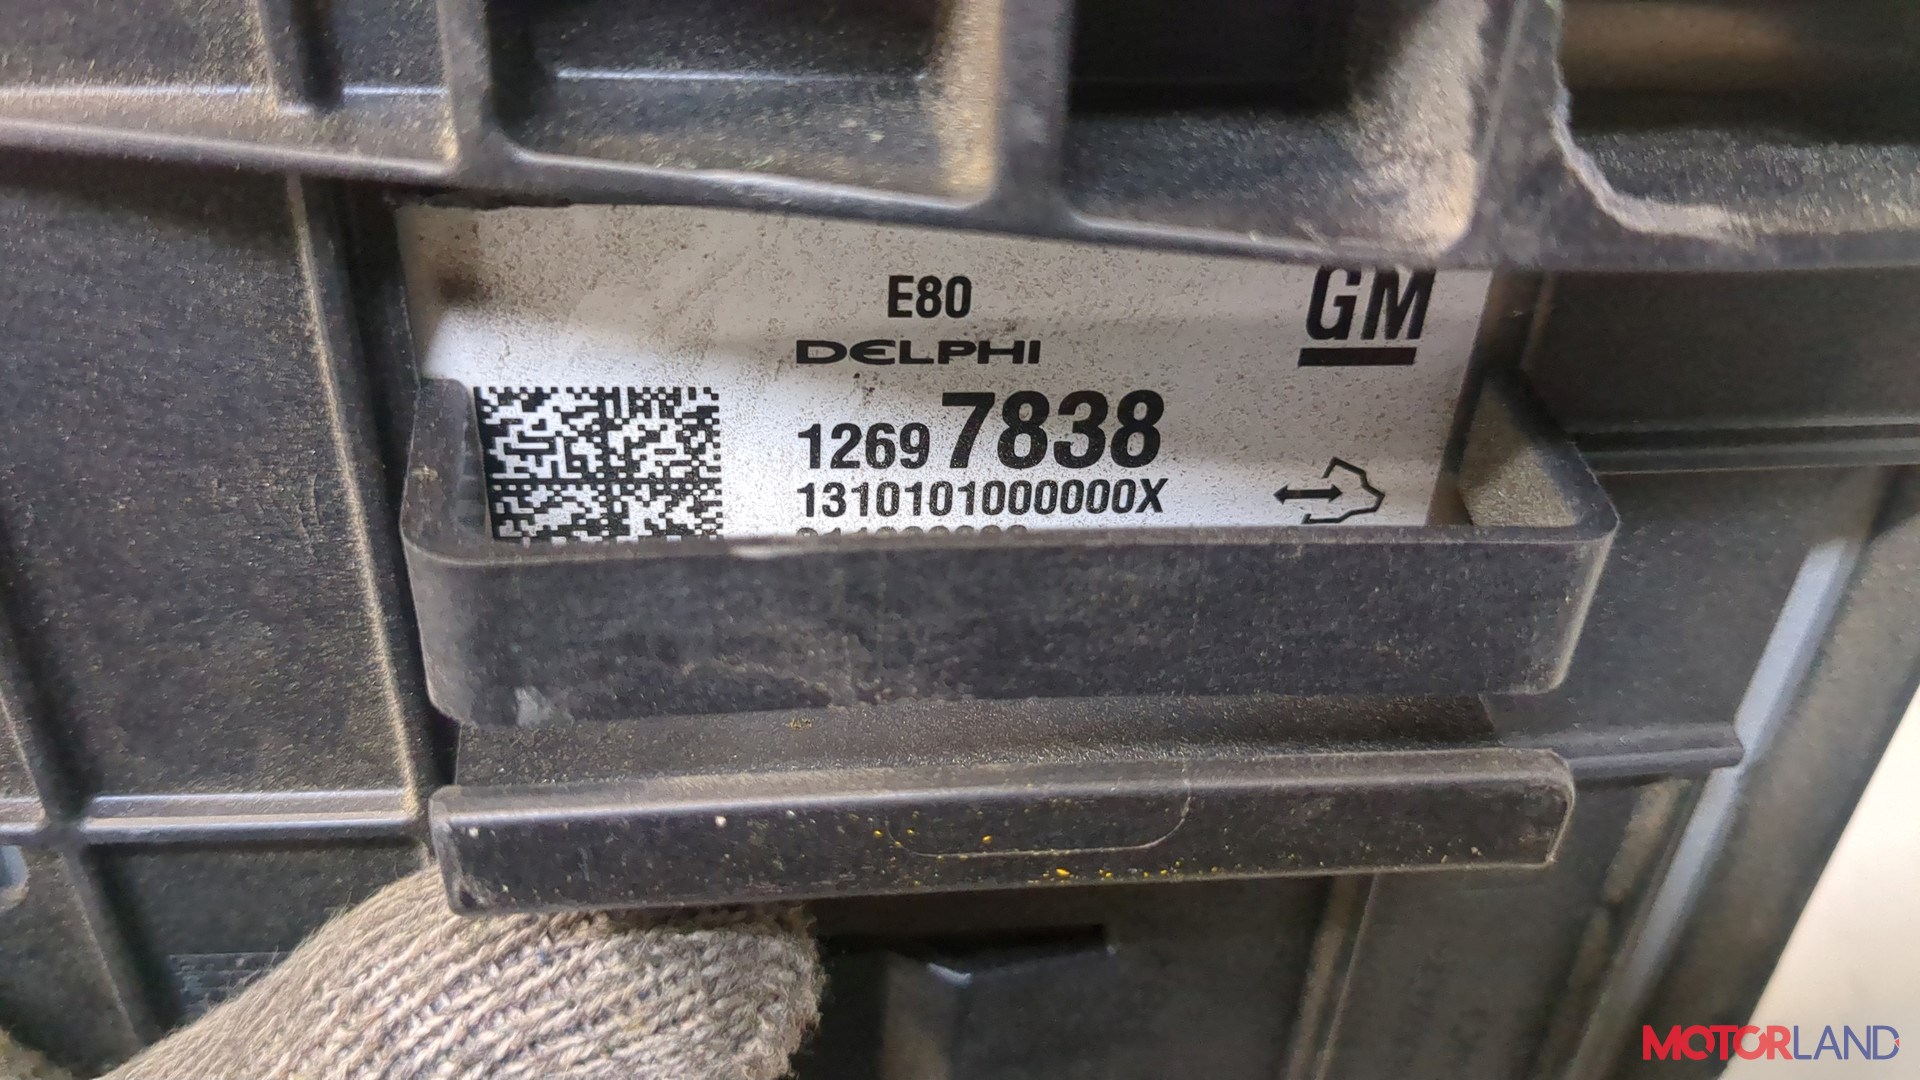 E80
GM
DELPHI
12697838
1310101000000X
MOTORLAND